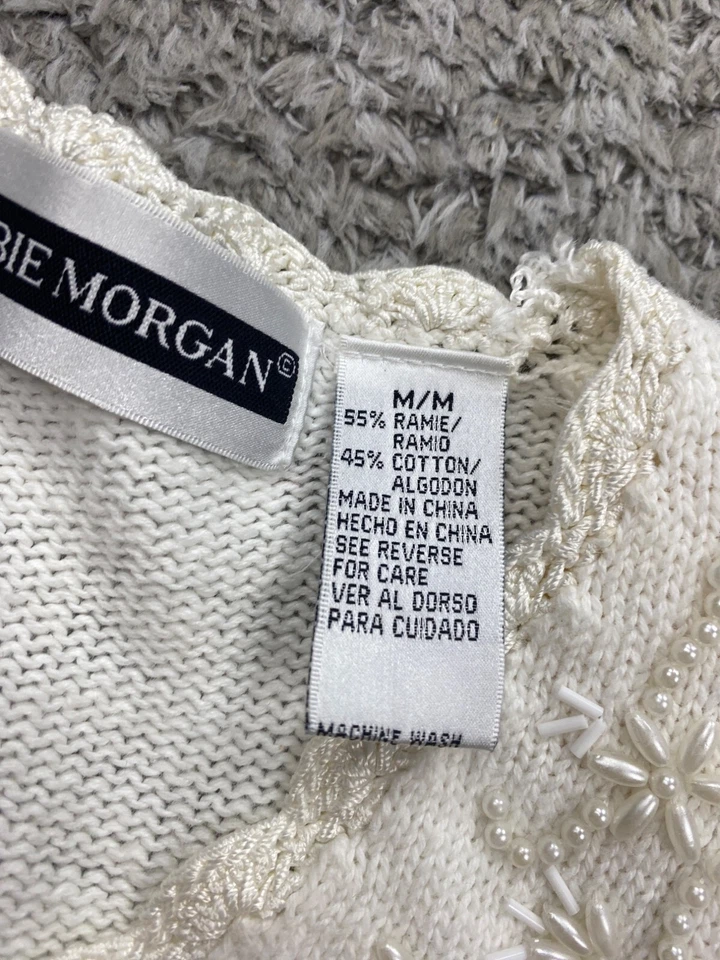 BIE MORGAN©
M/M
55% RAMIE/
RAMIO
45% COTTON/
ALGODON
MADE IN CHINA
HECHO EN CHINA
SEE REVERSE
FOR CARE
VER AL DORSO
PARA CUIDADO
MACHINE WASH